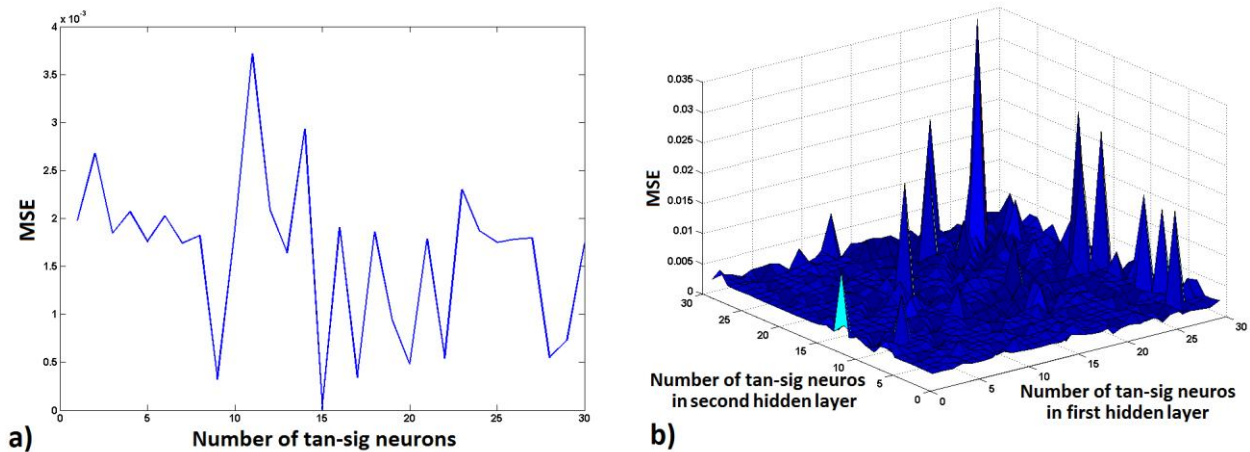 x 10⁻³
4
3.5
3
2.5
2
1.5
1
0.5
0
0 5 10 15 20 25 30
MSE
Number of tan-sig neurons
a)
0.035
0.03
0.025
0.02
0.015
0.01
0.005
0
MSE
30
25
20
15
10
5
0
Number of tan-sig neuros
in second hidden layer
0
5
10
15
20
25
30
Number of tan-sig neuros
in first hidden layer
b)